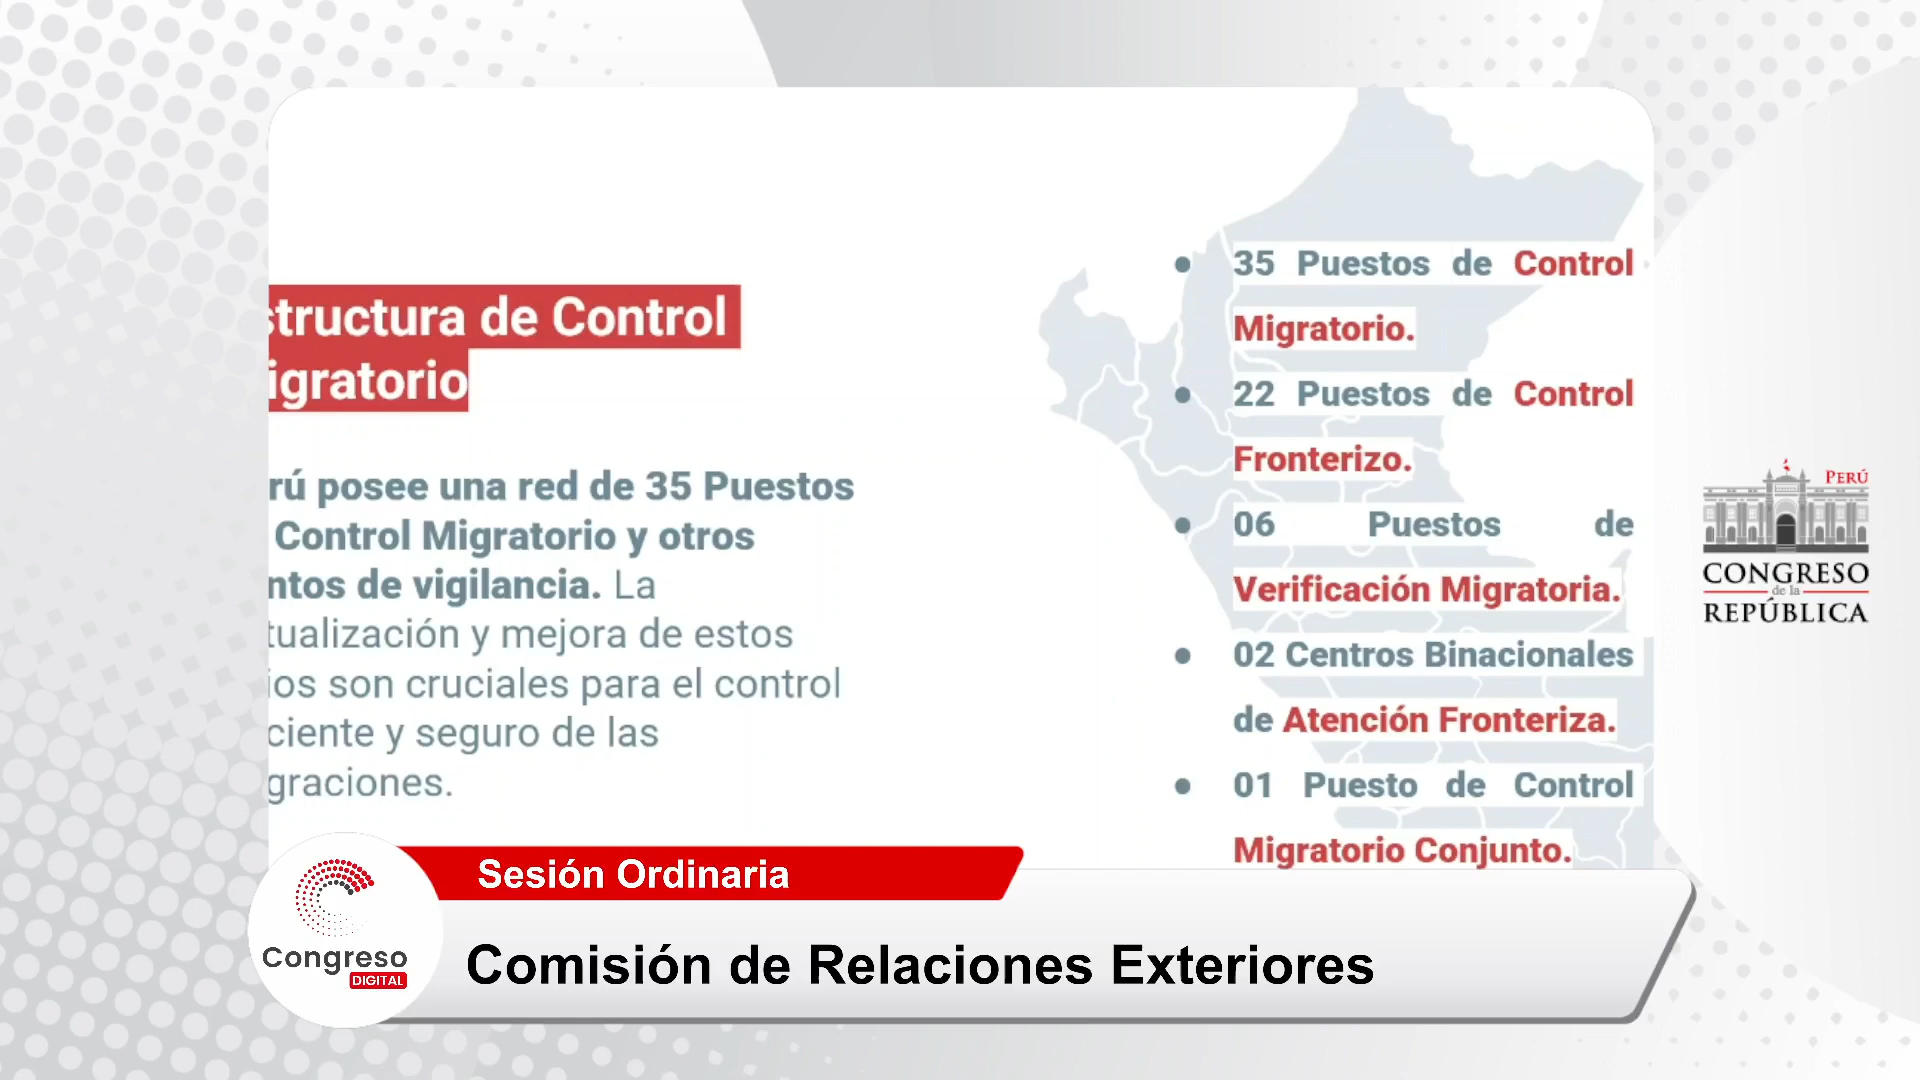 structura de Control
igratorio
rú posee una red de 35 Puestos
Control Migratorio y otros
ntos de vigilancia. La
tualización y mejora de estos
ios son cruciales para el control
ciente y seguro de las
graciones.
35 Puestos de Control
Migratorio.
22 Puestos de Control
Fronterizo.
06 Puestos de
Verificación Migratoria.
02 Centros Binacionales
de Atención Fronteriza.
01 Puesto de Control
Migratorio Conjunto.
PERÚ
CONGRESO
de la
REPÚBLICA
Sesión Ordinaria
Congreso
DIGITAL
Comisión de Relaciones Exteriores